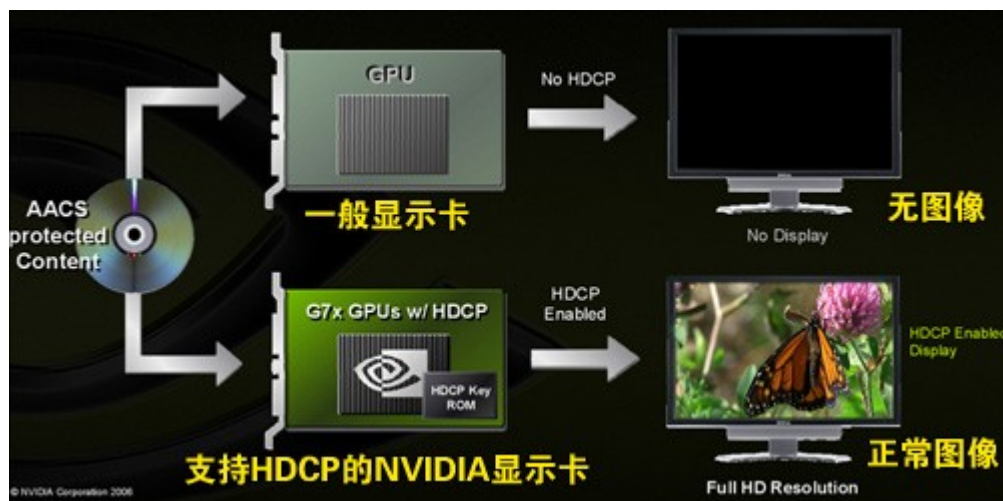 GPU
No HDCP
一般显示卡
无图像
No Display
AACS
protected
Content
G7x GPUs w/ HDCP
HDCP Key
ROM
HDCP
Enabled
HDCP Enabled
Display
支持HDCP的NVIDIA显示卡
正常图像
Full HD Resolution
© NVIDIA Corporation 2006